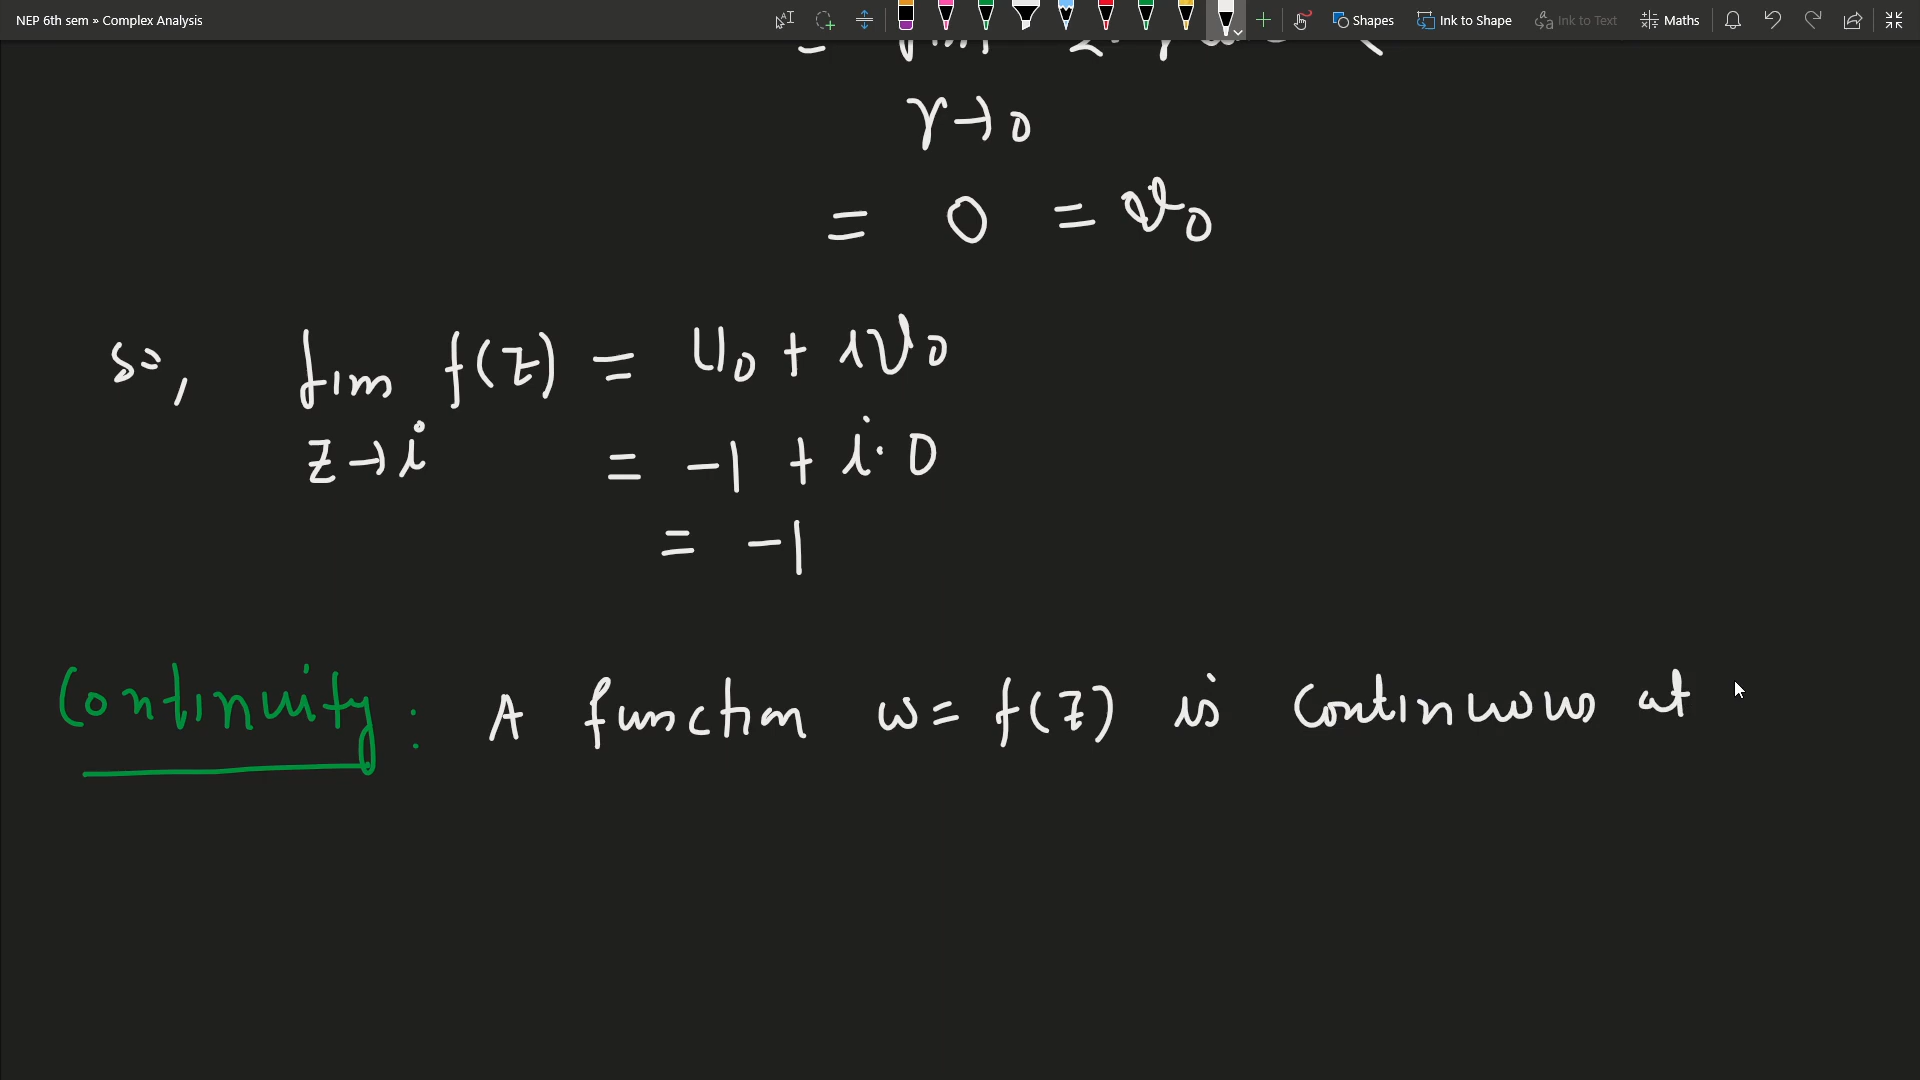 NEP 6th sem » Complex Analysis
Shapes Ink to Shape Ink to Text Maths
r→0
= 0 = v₀
So, lim f(z) = u₀ + iv₀
z→i = -1 + i·0
= -1
Continuity : A function w = f(z) is continuous at